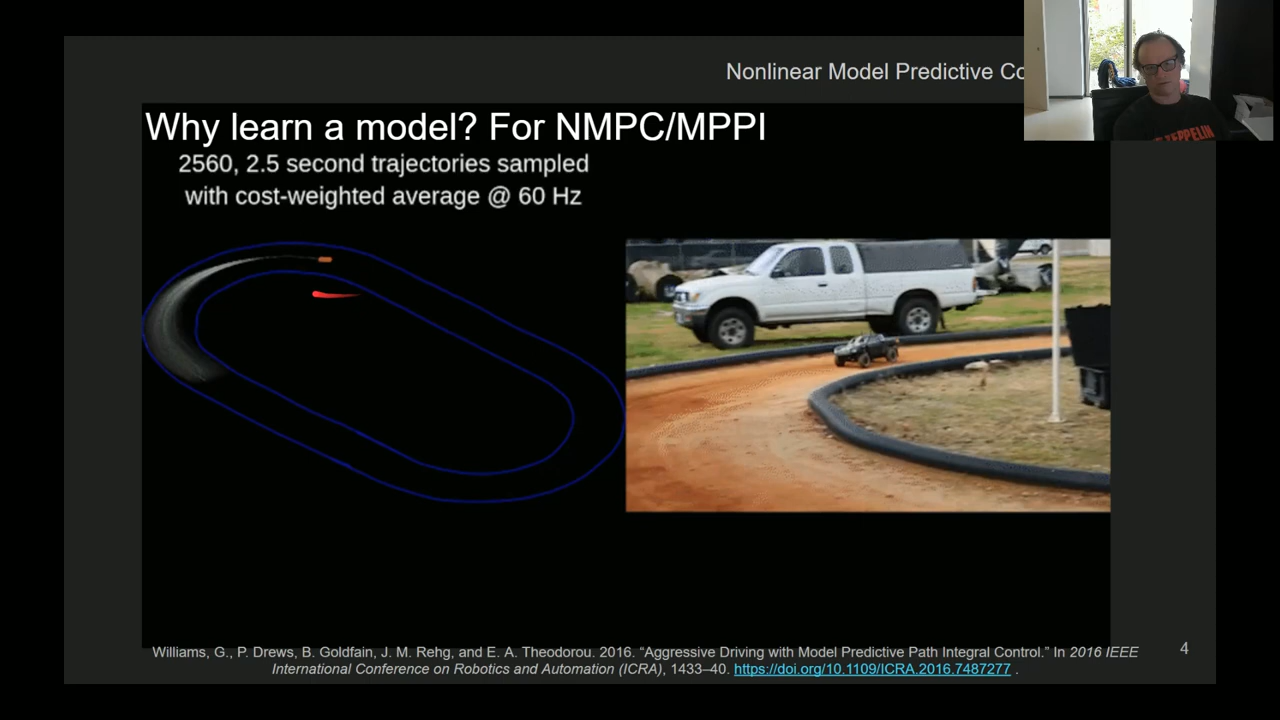 Nonlinear Model Predictive Co
Why learn a model? For NMPC/MPPI
2560, 2.5 second trajectories sampled
with cost-weighted average @ 60 Hz
ZEPPELIN
Williams, G., P. Drews, B. Goldfain, J. M. Rehg, and E. A. Theodorou. 2016. “Aggressive Driving with Model Predictive Path Integral Control.” In 2016 IEEE
International Conference on Robotics and Automation (ICRA), 1433–40. https://doi.org/10.1109/ICRA.2016.7487277 .
4